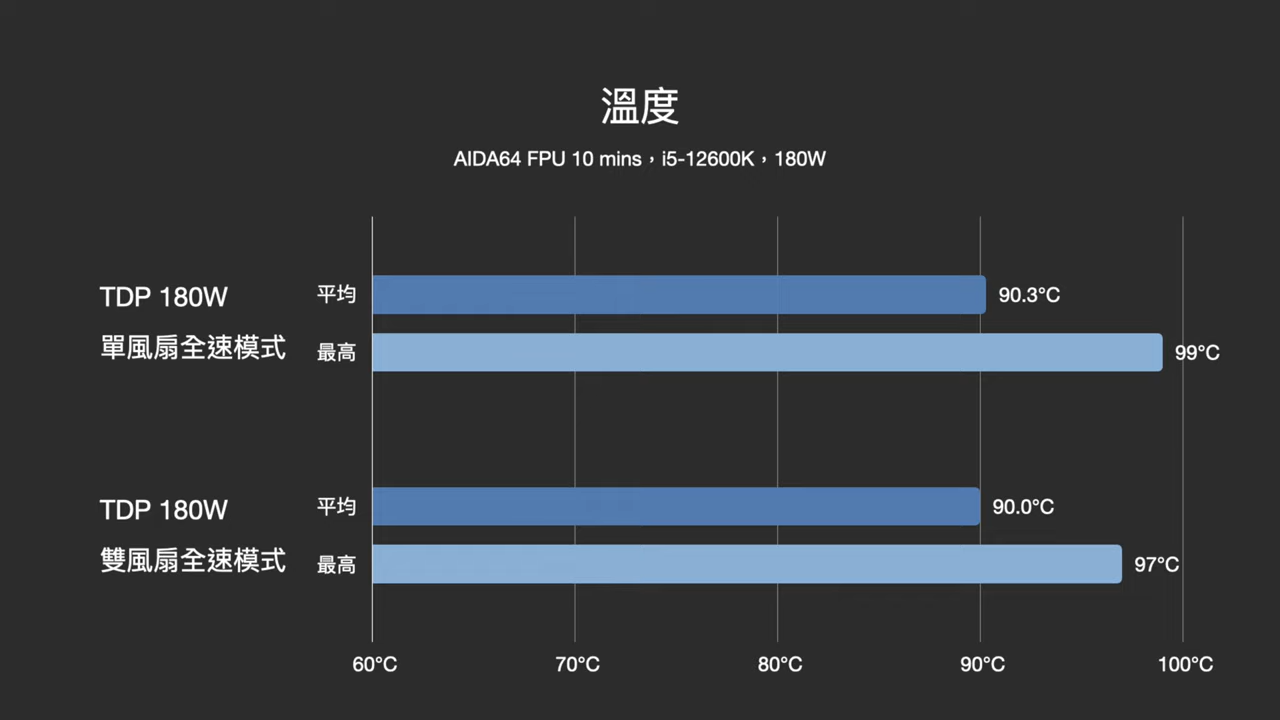 溫度
AIDA64 FPU 10 mins，i5-12600K，180W
TDP 180W
單風扇全速模式
平均
90.3°C
最高
99°C
TDP 180W
雙風扇全速模式
平均
90.0°C
最高
97°C
60°C 70°C 80°C 90°C 100°C